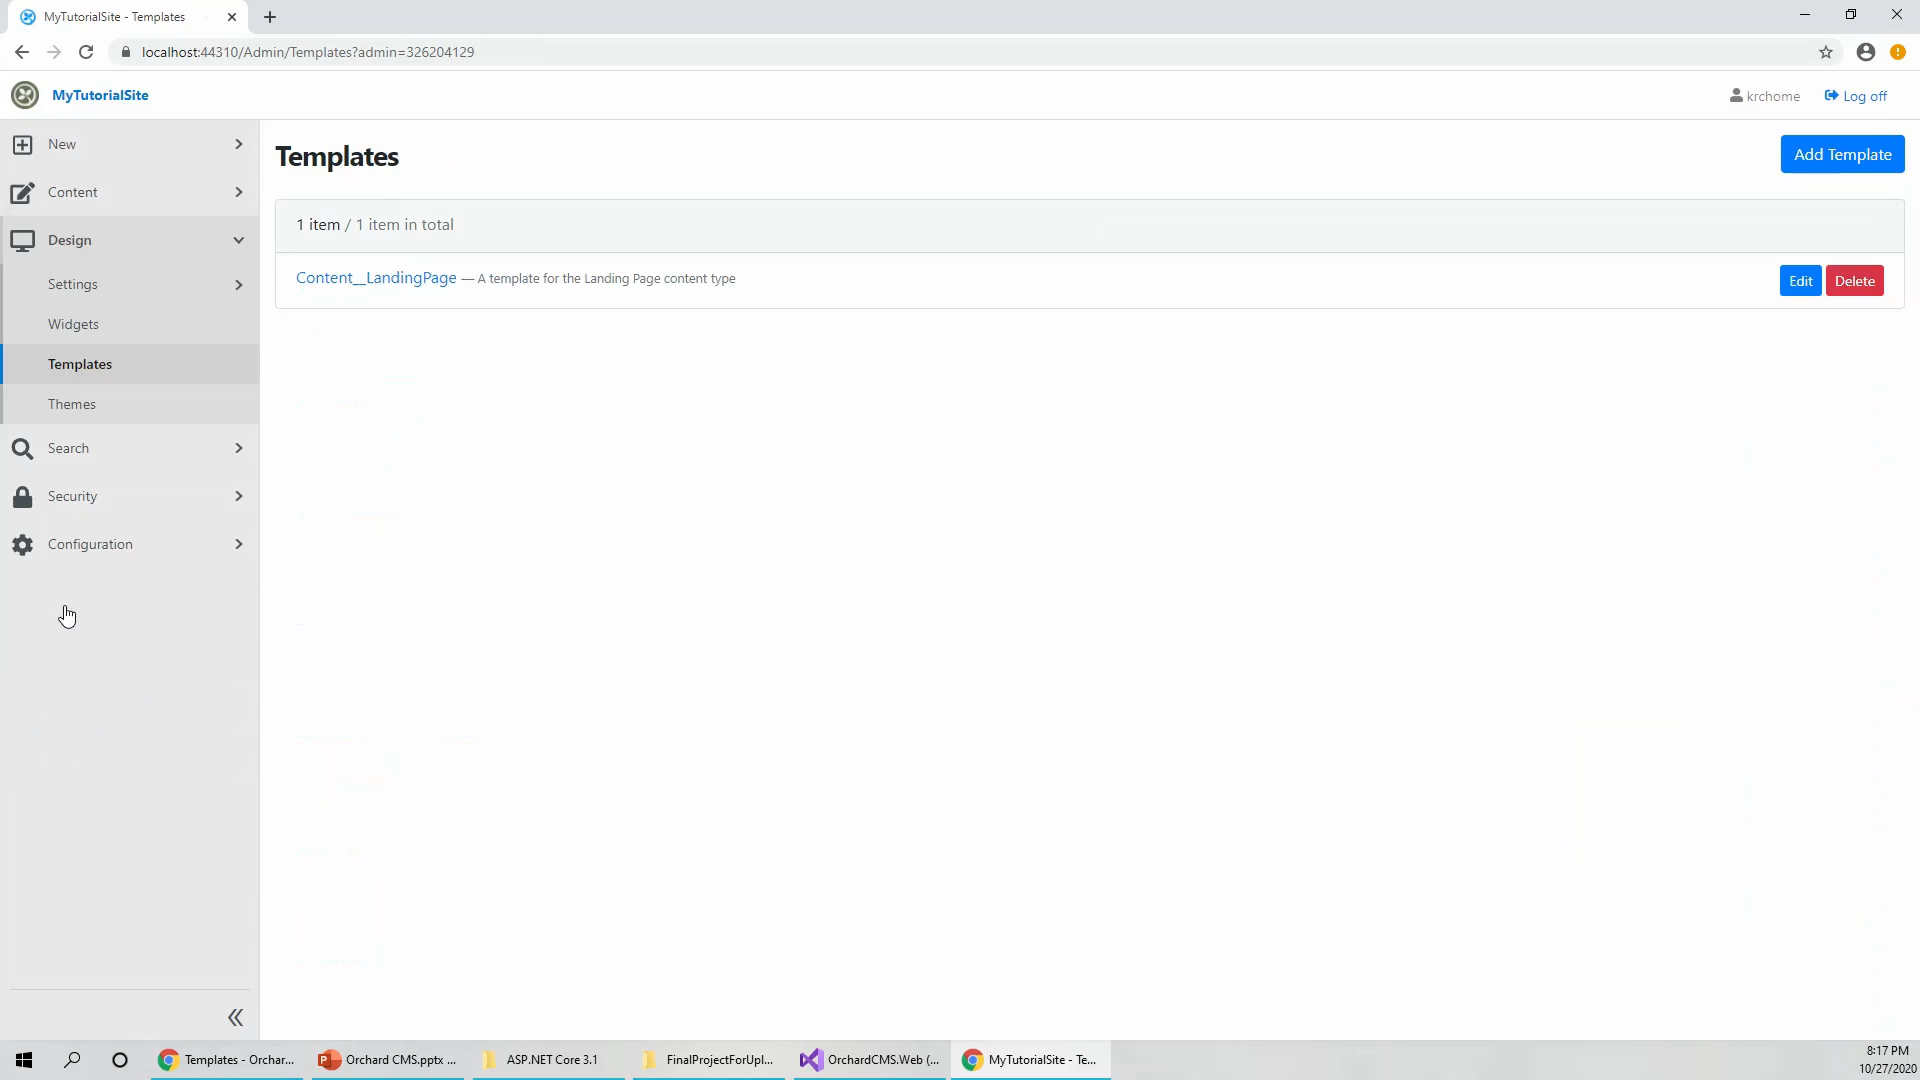 MyTutorialSite - Templates
localhost:44310/Admin/Templates?admin=326204129
MyTutorialSite
krchome
Log off
New
Content
Design
Settings
Widgets
Templates
Themes
Search
Security
Configuration
Templates
Add Template
1 item / 1 item in total
Content__LandingPage — A template for the Landing Page content type
Edit
Delete
Templates - Orchar...
Orchard CMS.pptx ...
ASP.NET Core 3.1
FinalProjectForUpl...
OrchardCMS.Web (...
MyTutorialSite - Te...
8:17 PM
10/27/2020